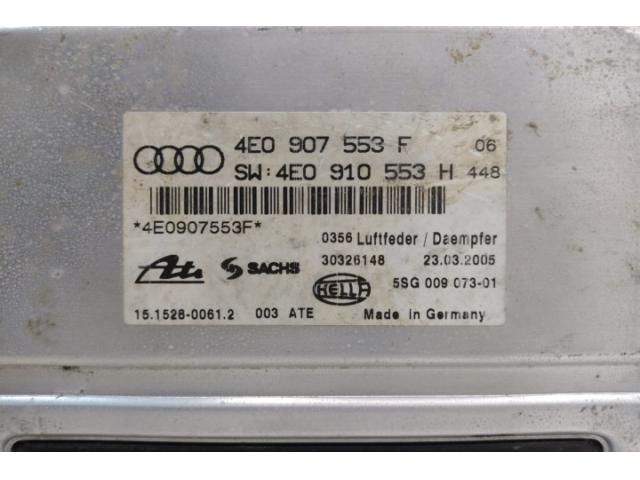 4E0 907 553 F 06
SW:4E0 910 553 H 448
*4E0907553F*
0356 Luftfeder / Daempfer
30326148 23.03.2005
Ate SACHS HELLA 5SG 009 073-01
15.1528-0061.2 003 ATE Made in Germany